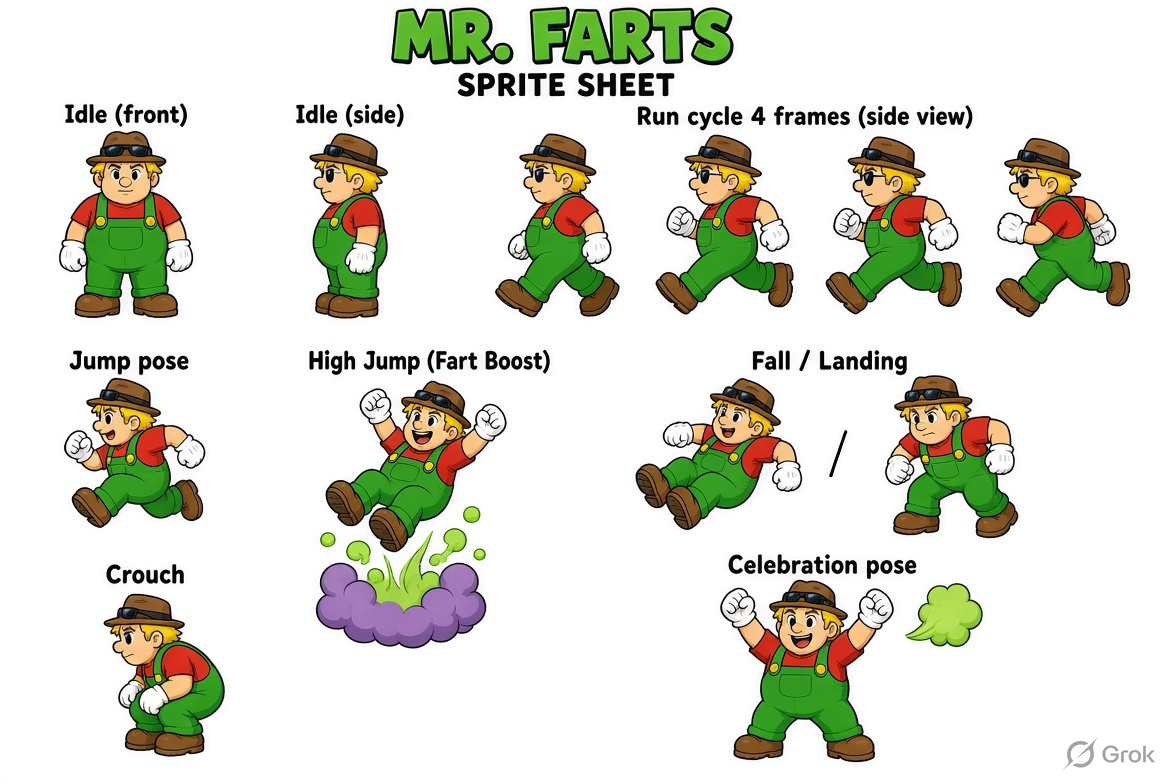 MR. FARTS
SPRITE SHEET
Idle (front)
Idle (side)
Run cycle 4 frames (side view)
Jump pose
High Jump (Fart Boost)
Fall / Landing
/
Crouch
Celebration pose
Grok